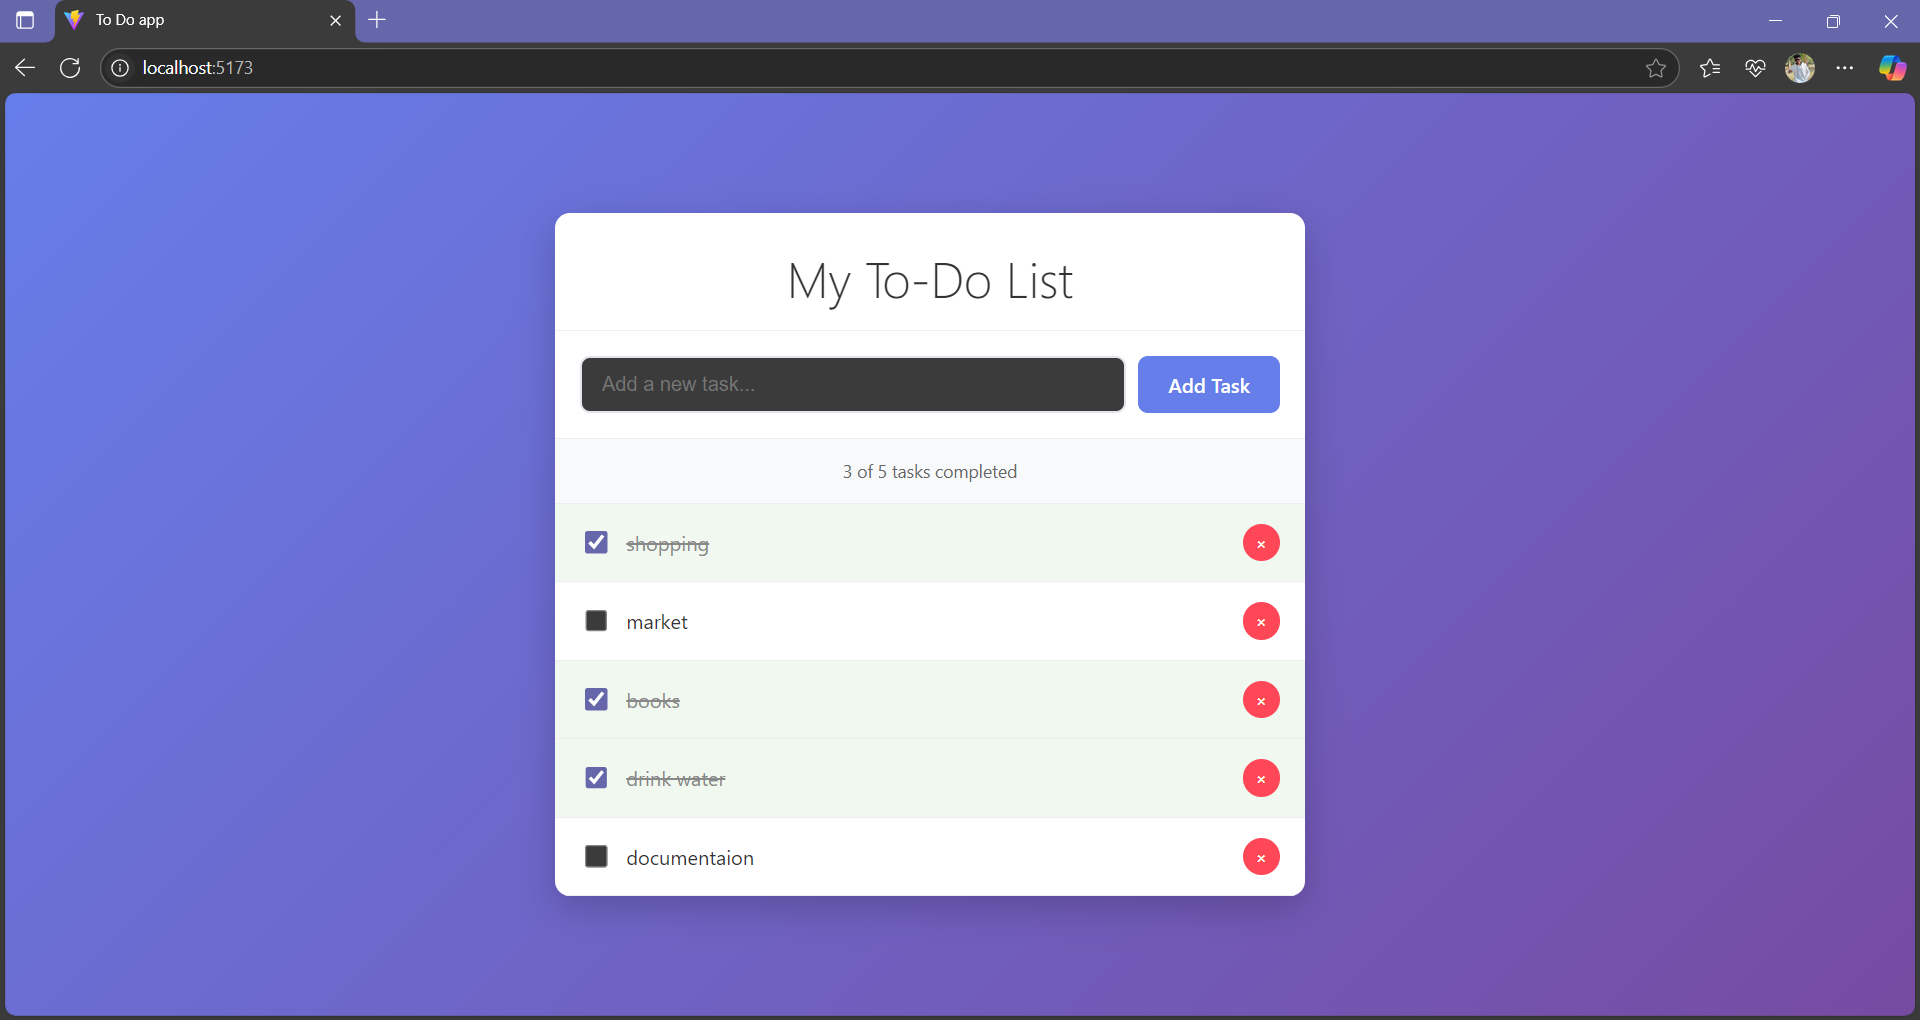 To Do app
localhost:5173
My To-Do List
Add a new task...
Add Task
3 of 5 tasks completed
shopping
×
market
×
books
×
drink water
×
documentaion
×